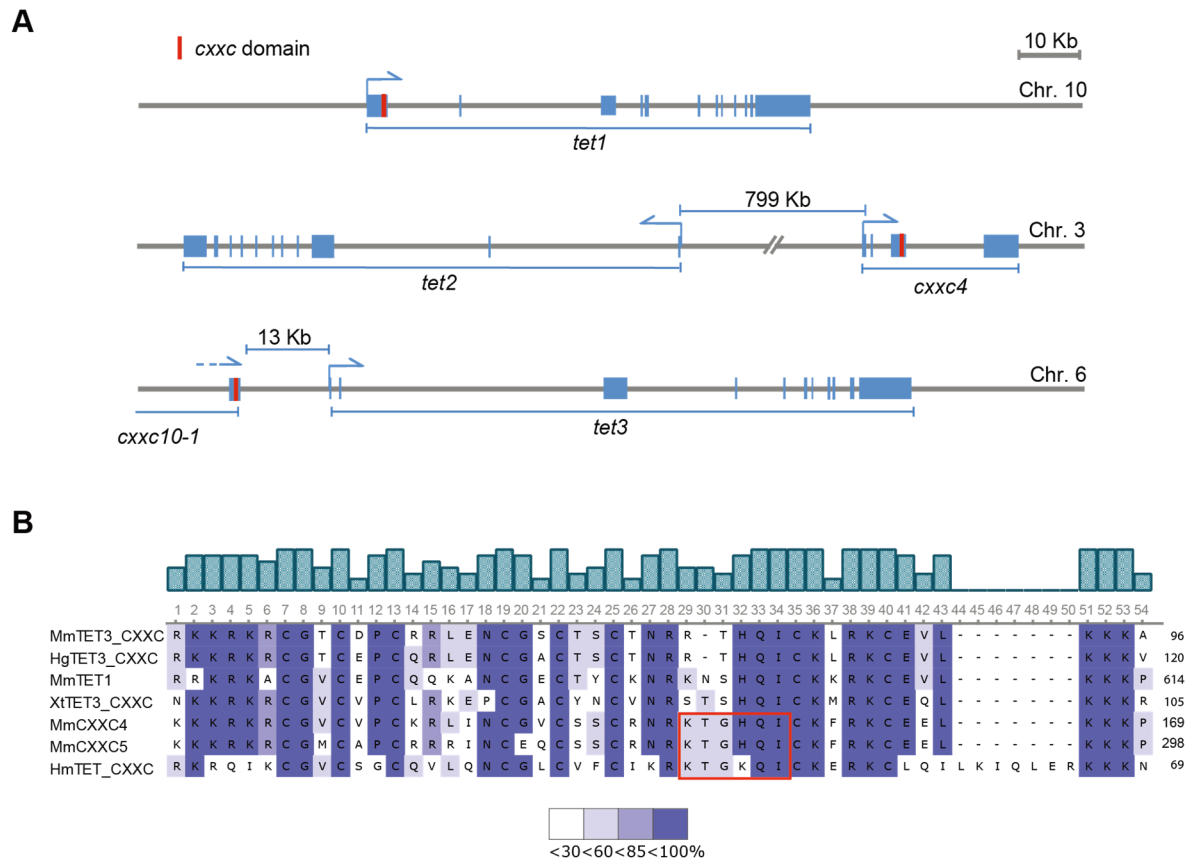 A
cxxc domain
10 Kb
Chr. 10
tet1
799 Kb
Chr. 3
tet2
cxxc4
13 Kb
Chr. 6
cxxc10-1
tet3
B
1 2 3 4 5 6 7 8 9 10 11 12 13 14 15 16 17 18 19 20 21 22 23 24 25 26 27 28 29 30 31 32 33 34 35 36 37 38 39 40 41 42 43 44 45 46 47 48 49 50 51 52 53 54
MmTET3_CXXC R K K R K R C G T C D P C R R L E N C G S C T S C T N R R - T H Q I C K L R K C E V L - - - - - - - K K K A 96
HgTET3_CXXC R K K R K R C G T C E P C Q R L E N C G A C T S C T N R R - T H Q I C K L R K C E V L - - - - - - - K K K V 120
MmTET1 R R K R K A C G V C E P C Q Q K A N C G E C T Y C K N R K N S H Q I C K K R K C E V L - - - - - - - K K K P 614
XtTET3_CXXC N K K R K R C G V C V P C L R K E P C G A C Y N C V N R S T S H Q I C K M R K C E Q L - - - - - - - K K K R 105
MmCXXC4 K K K R K R C G V C V P C K R L I N C G V C S S C R N R K T G H Q I C K F R K C E E L - - - - - - - K K K P 169
MmCXXC5 K K K R K R C G M C A P C R R R I N C E Q C S S C R N R K T G H Q I C K F R K C E E L - - - - - - - K K K P 298
HmTET_CXXC R K R Q I K C G V C S G C Q V L Q N C G L C V F C I K R K T G K Q I C K E R K C L Q I L K I Q L E R K K K N 69
<30<60<85<100%